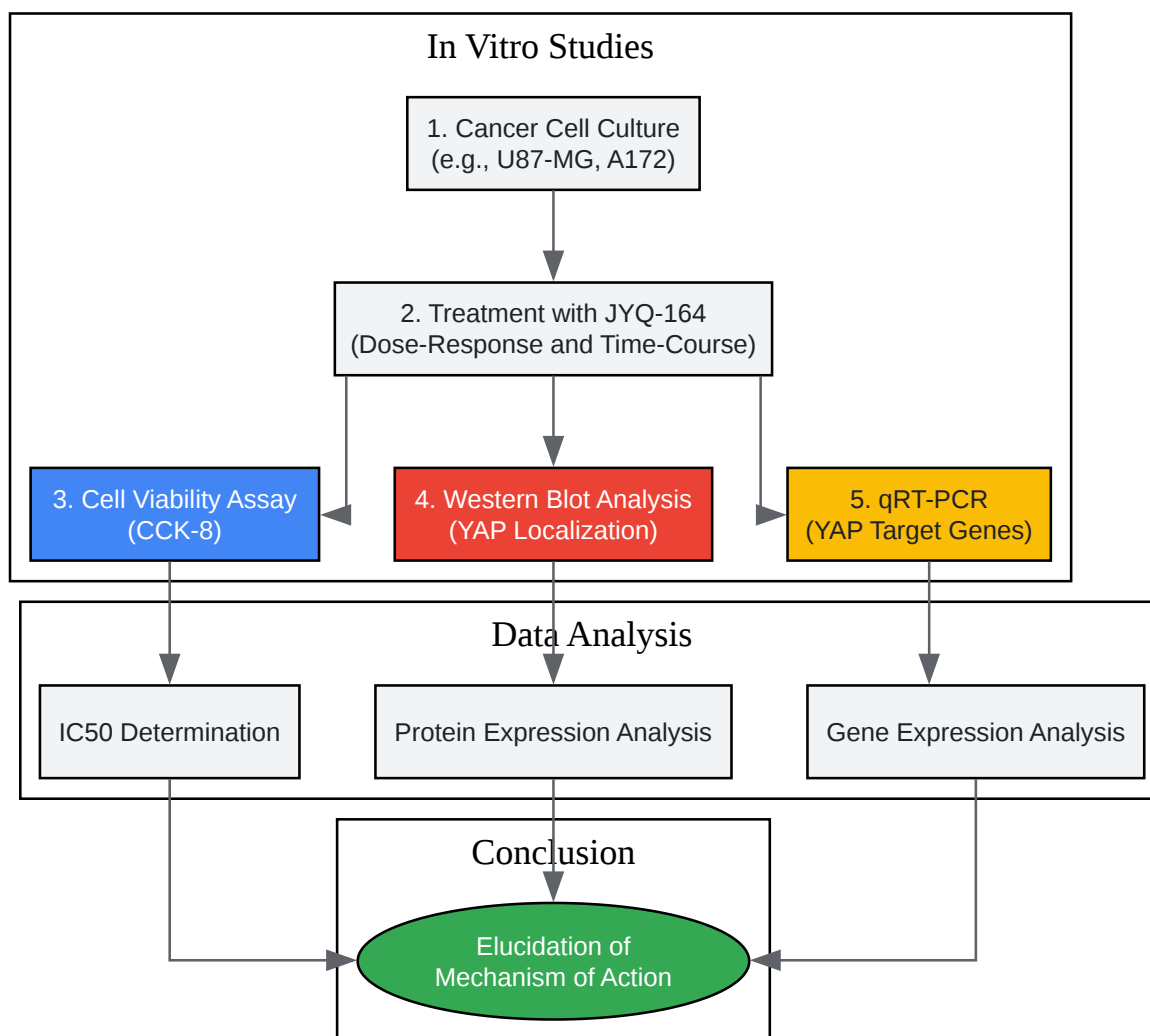 In Vitro Studies
1. Cancer Cell Culture
(e.g., U87-MG, A172)
2. Treatment with JYQ-164
(Dose-Response and Time-Course)
3. Cell Viability Assay
(CCK-8)
4. Western Blot Analysis
(YAP Localization)
5. qRT-PCR
(YAP Target Genes)
Data Analysis
IC50 Determination
Protein Expression Analysis
Gene Expression Analysis
Conclusion
Elucidation of
Mechanism of Action